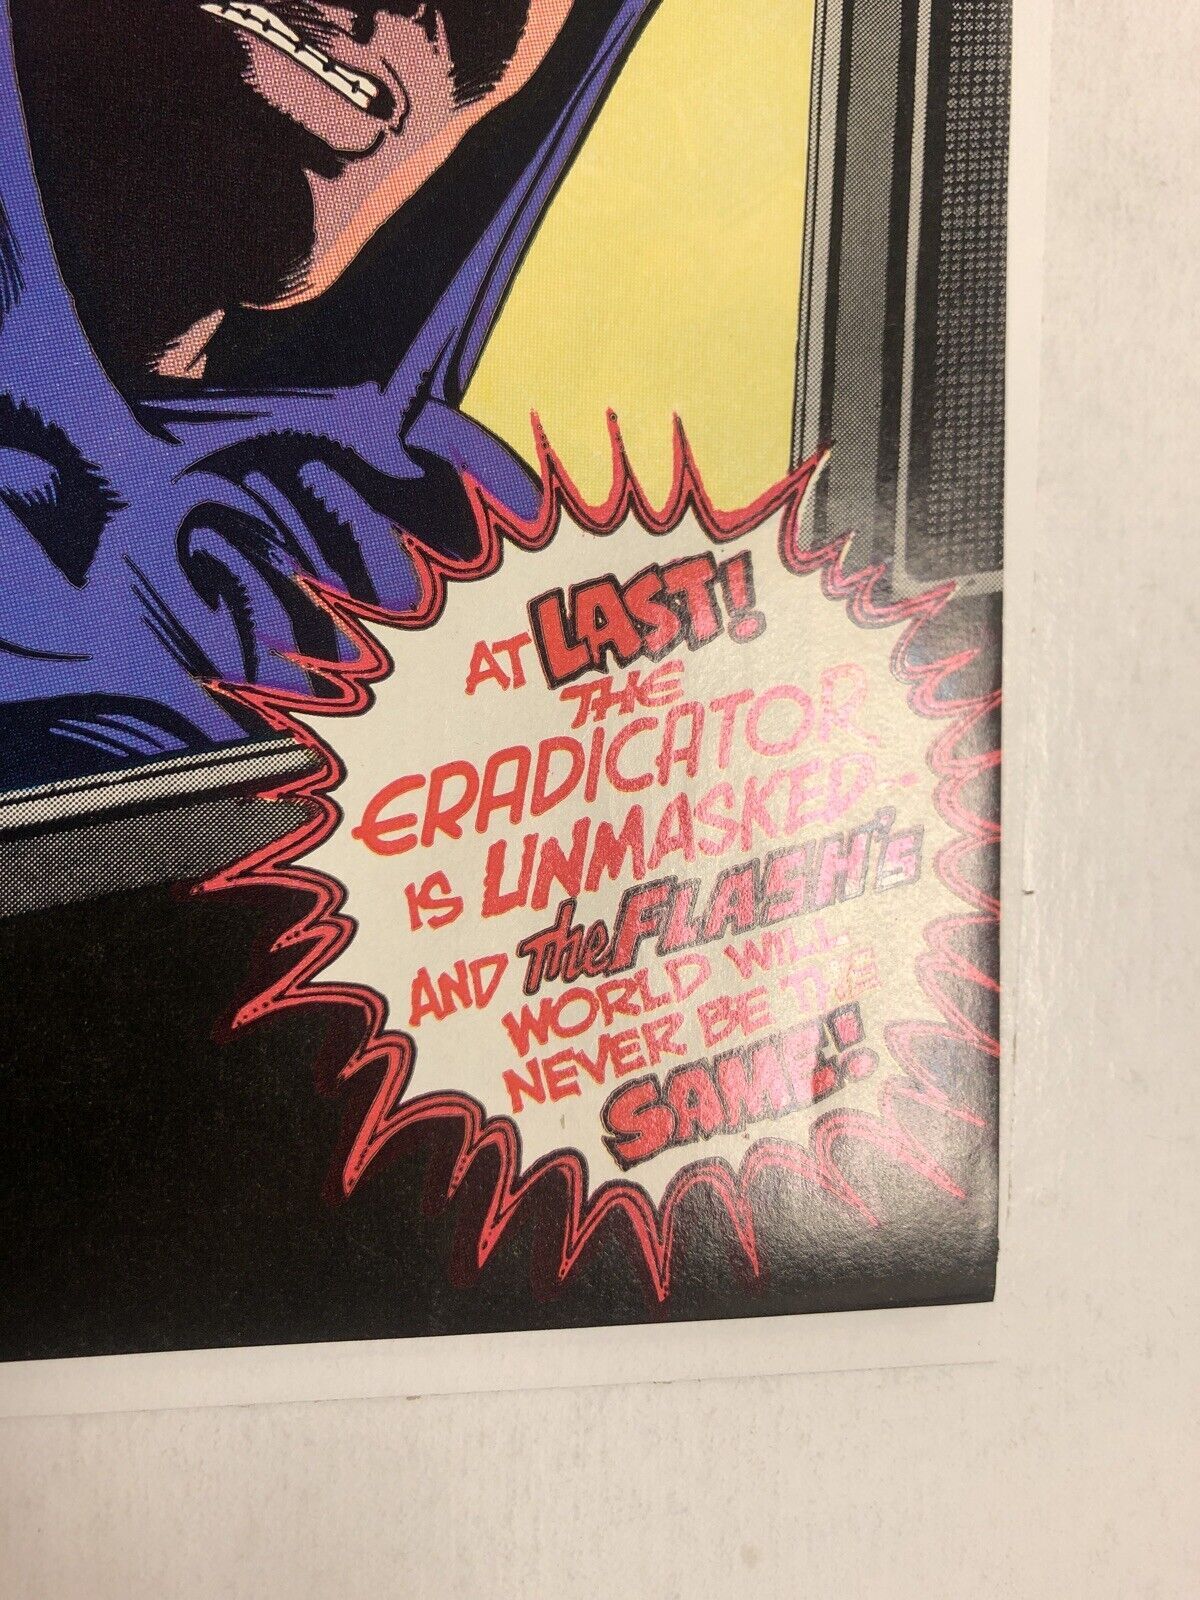 AT LAST!
THE
ERADICATOR
IS UNMASKED--
AND The FLASH'S
WORLD WILL
NEVER BE THE
SAME!